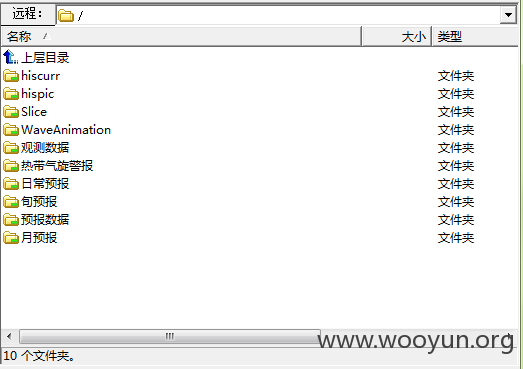 远程： /
名称 大小 类型
上层目录
hiscurr 文件夹
hispic 文件夹
Slice 文件夹
WaveAnimation 文件夹
观测数据 文件夹
热带气旋警报 文件夹
日常预报 文件夹
旬预报 文件夹
预报数据 文件夹
月预报 文件夹
www.wooyun.org
10 个文件夹。